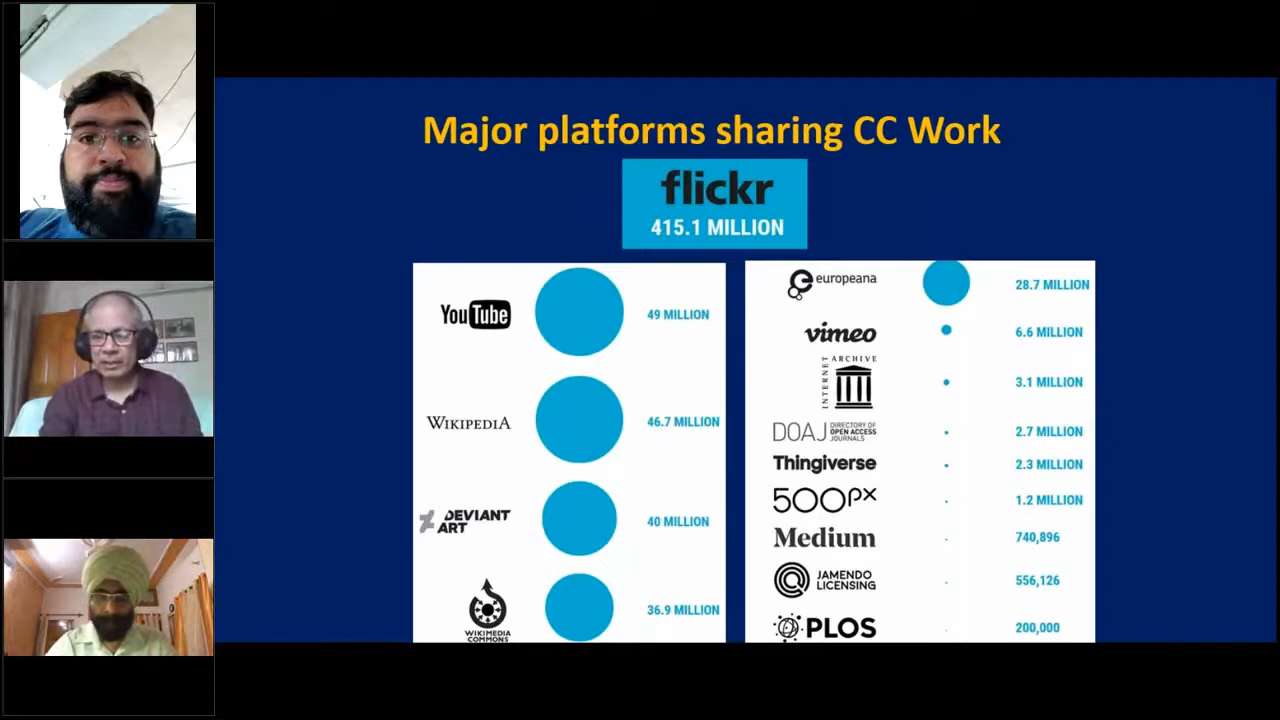 Major platforms sharing CC Work
flickr
415.1 MILLION
YouTube
49 MILLION
WIKIPEDIA
46.7 MILLION
DEVIANT
ART
40 MILLION
WIKIMEDIA
COMMONS
36.9 MILLION
europeana
28.7 MILLION
vimeo
6.6 MILLION
INTERNET ARCHIVE
3.1 MILLION
DOAJ DIRECTORY OF
OPEN ACCESS
JOURNALS
2.7 MILLION
Thingiverse
2.3 MILLION
500px
1.2 MILLION
Medium
740,896
JAMENDO
LICENSING
556,126
PLOS
200,000